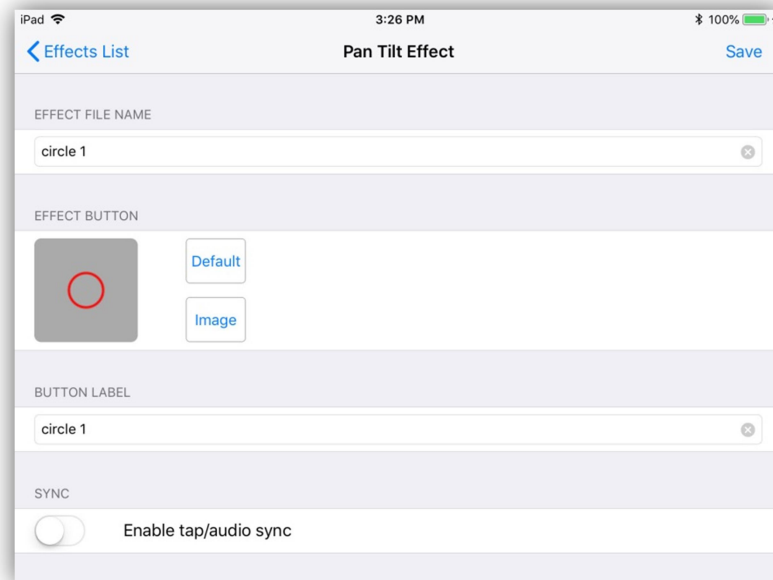 iPad 3:26 PM 100%
Effects List Pan Tilt Effect Save
EFFECT FILE NAME
circle 1
EFFECT BUTTON
Default
Image
BUTTON LABEL
circle 1
SYNC
Enable tap/audio sync